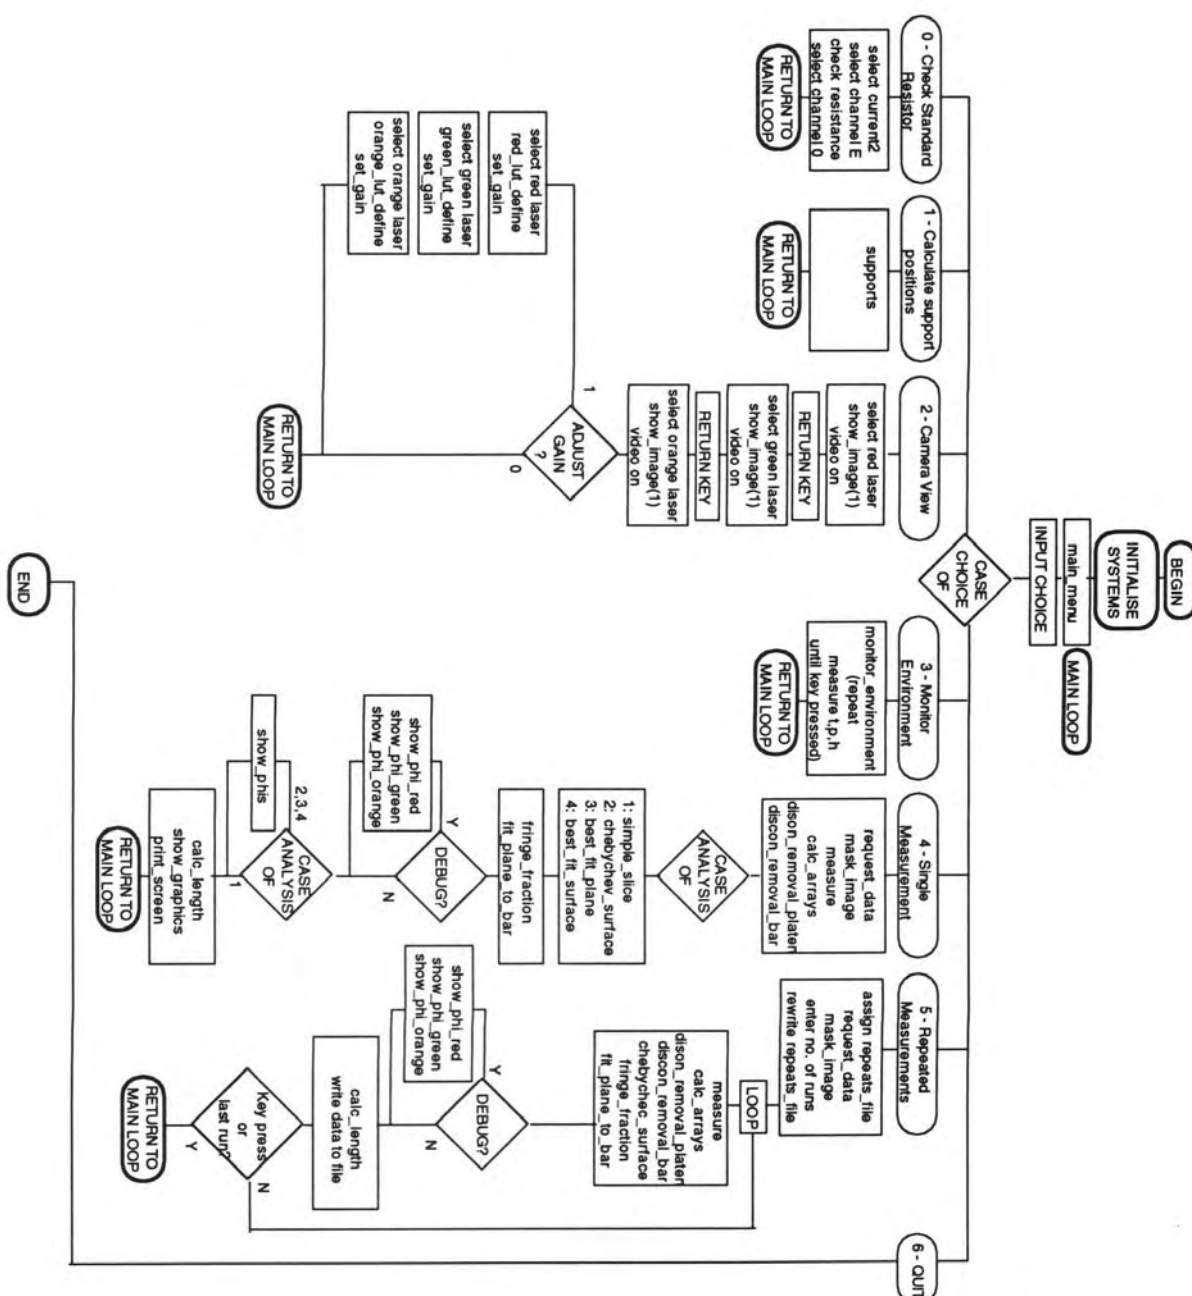 BEGIN
INITIALISE
SYSTEMS
main_menu
MAIN LOOP
INPUT CHOICE
CASE
CHOICE
OF
0 - Check Standard
Resistor
select current2
select channel E
check resistance
select channel 0
RETURN TO
MAIN LOOP
1 - Calculate support
positions
supports
RETURN TO
MAIN LOOP
2 - Camera View
select red laser
show_image(1)
video on
RETURN KEY
select green laser
show_image(1)
video on
RETURN KEY
select orange laser
show_image(1)
video on
ADJUST
GAIN
?
1
0
select red laser
red_lut_define
set_gain
select green laser
green_lut_define
set_gain
select orange laser
orange_lut_define
set_gain
RETURN TO
MAIN LOOP
3 - Monitor
Environment
monitor_environment
(repeat
measure t,p,h
until key pressed)
RETURN TO
MAIN LOOP
4 - Single
Measurement
request_data
mask_image
measure
calc_arrays
discon_removal_platen
discon_removal_bar
CASE
ANALYSIS
OF
1: simple_slice
2: chebychev_surface
3: best_fit_plane
4: best_fit_surface
fringe_fraction
fit_plane_to_bar
DEBUG?
Y
N
show_phi_red
show_phi_green
show_phi_orange
CASE
ANALYSIS
OF
2,3,4
1
show_phis
calc_length
show_graphics
print_screen
RETURN TO
MAIN LOOP
5 - Repeated
Measurements
assign repeats_file
request_data
mask_image
enter no. of runs
rewrite repeats_file
LOOP
measure
calc_arrays
dison_removal_platen
discon_removal_bar
chebychec_surface
fringe_fraction
fit_plane_to_bar
DEBUG?
Y
N
show_phi_red
show_phi_green
show_phi_orange
calc_length
write data to file
Key press
or
last run?
N
Y
RETURN TO
MAIN LOOP
6 - QUIT
END